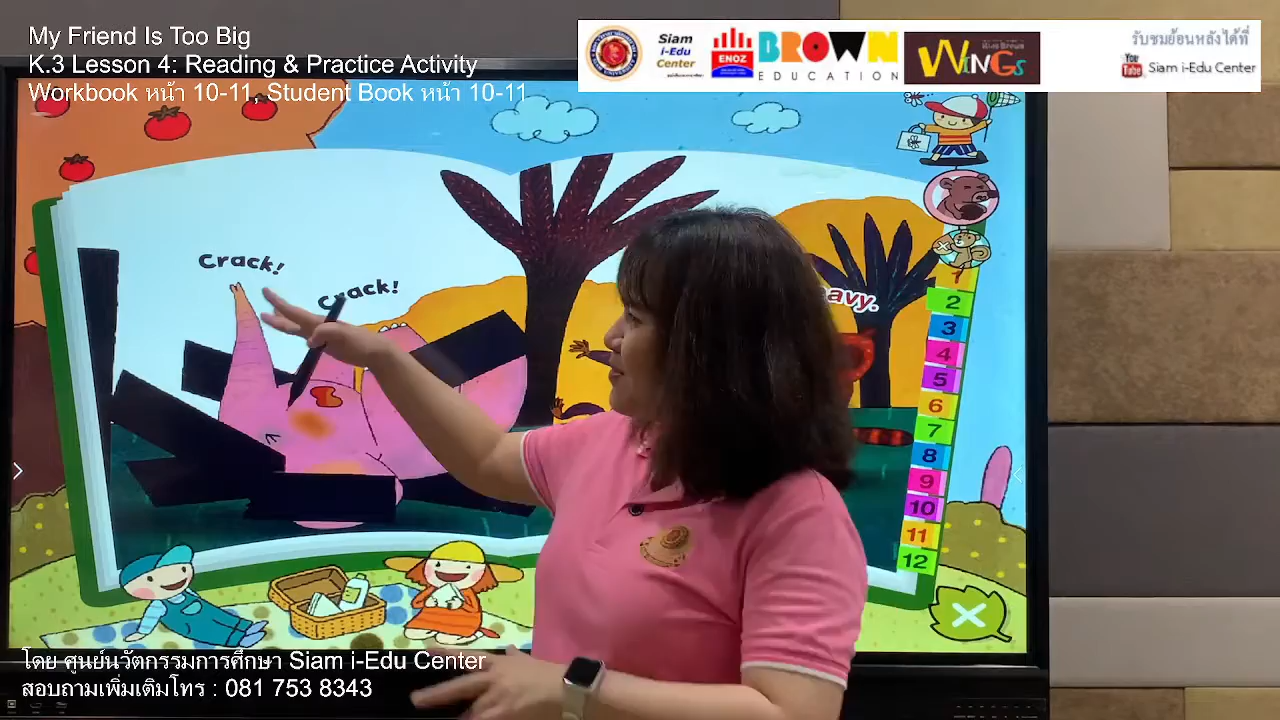 My Friend Is Too Big
K.3 Lesson 4: Reading & Practice Activity
Workbook หน้า 10-11, Student Book หน้า 10-11
Siam
i-Edu
Center
ENOZ
BROWN
EDUCATION
WINGS
รับชมย้อนหลังได้ที่
You Tube Siam i-Edu Center
Crack!
Crack!
avy.
1
2
3
4
5
6
7
8
9
10
11
12
โดย ศูนย์นวัตกรรมการศึกษา Siam i-Edu Center
สอบถามเพิ่มเติมโทร : 081 753 8343